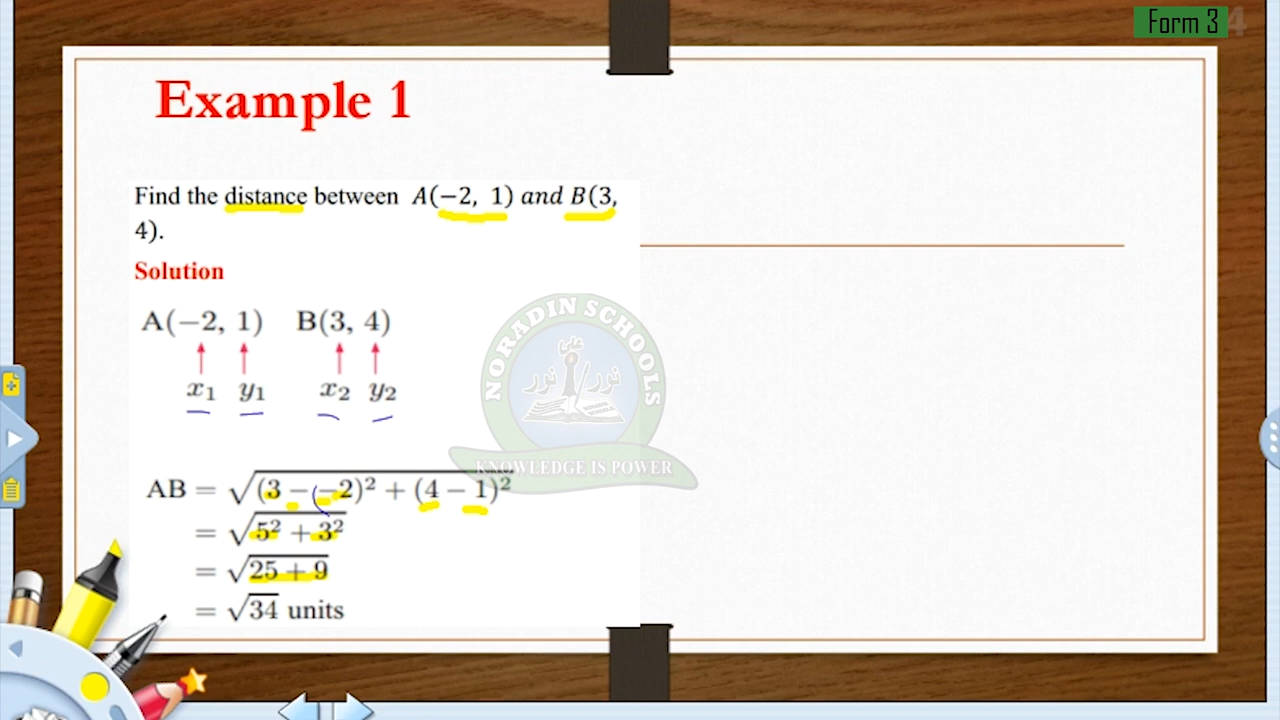 Form 3
Example 1
Find the distance between A(−2, 1) and B(3,
4).
Solution
A(−2, 1) B(3, 4)
x₁ y₁ x₂ y₂
NORADIN SCHOOLS
KNOWLEDGE IS POWER
AB = √((3 − (−2)² + (4 − 1)²
= √(5² + 3²)
= √(25 + 9)
= √34 units